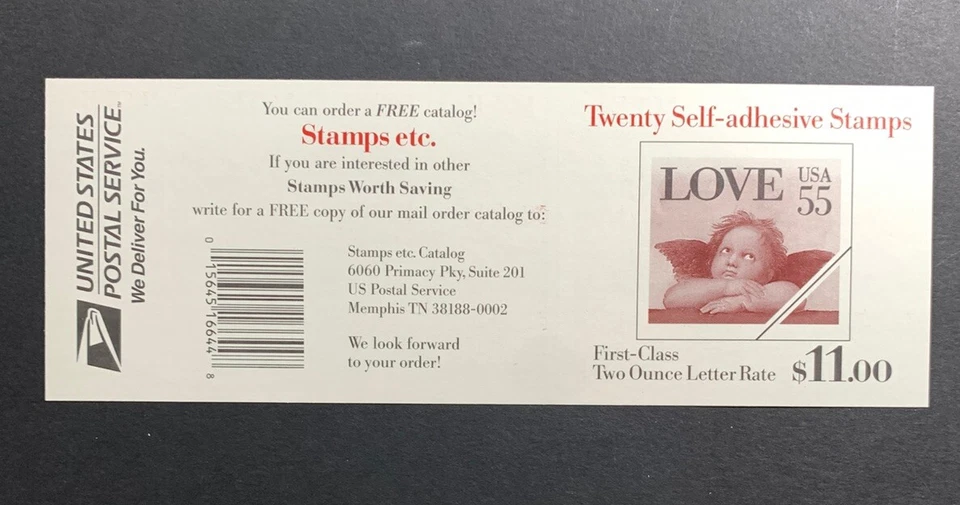 UNITED STATES
POSTAL SERVICE™
We Deliver For You.
You can order a FREE catalog!
Stamps etc.
If you are interested in other
Stamps Worth Saving
write for a FREE copy of our mail order catalog to:
0 15645 16644 8
Stamps etc. Catalog
6060 Primacy Pky, Suite 201
US Postal Service
Memphis TN 38188-0002
We look forward
to your order!
Twenty Self-adhesive Stamps
LOVE USA
55
First-Class
Two Ounce Letter Rate $11.00